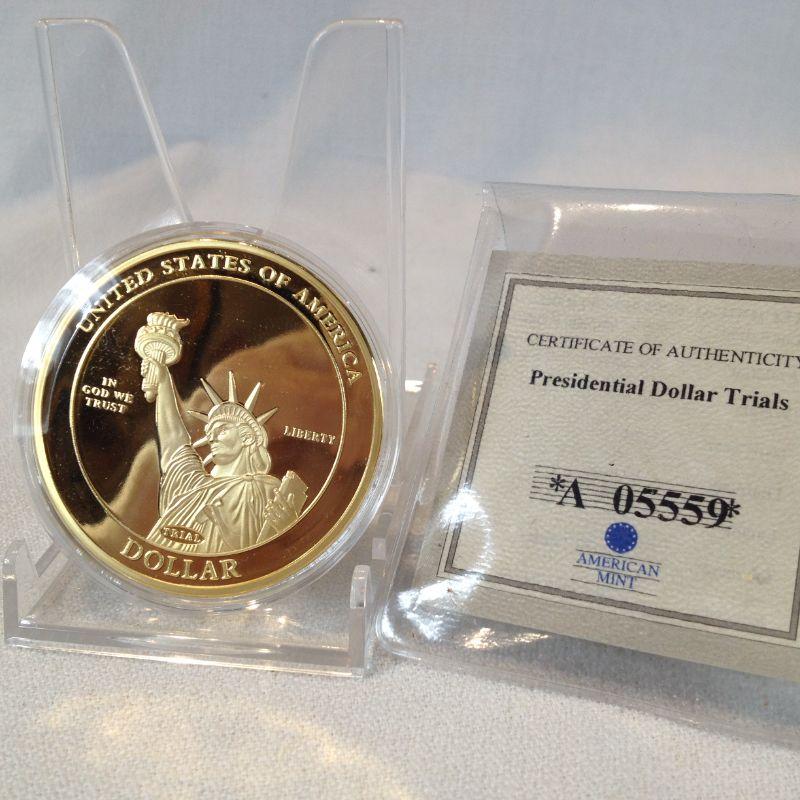 UNITED STATES OF AMERICA
IN
GOD WE
TRUST
LIBERTY
TRIAL
DOLLAR
CERTIFICATE OF AUTHENTICITY
Presidential Dollar Trials
*A 05559*
AMERICAN
MINT